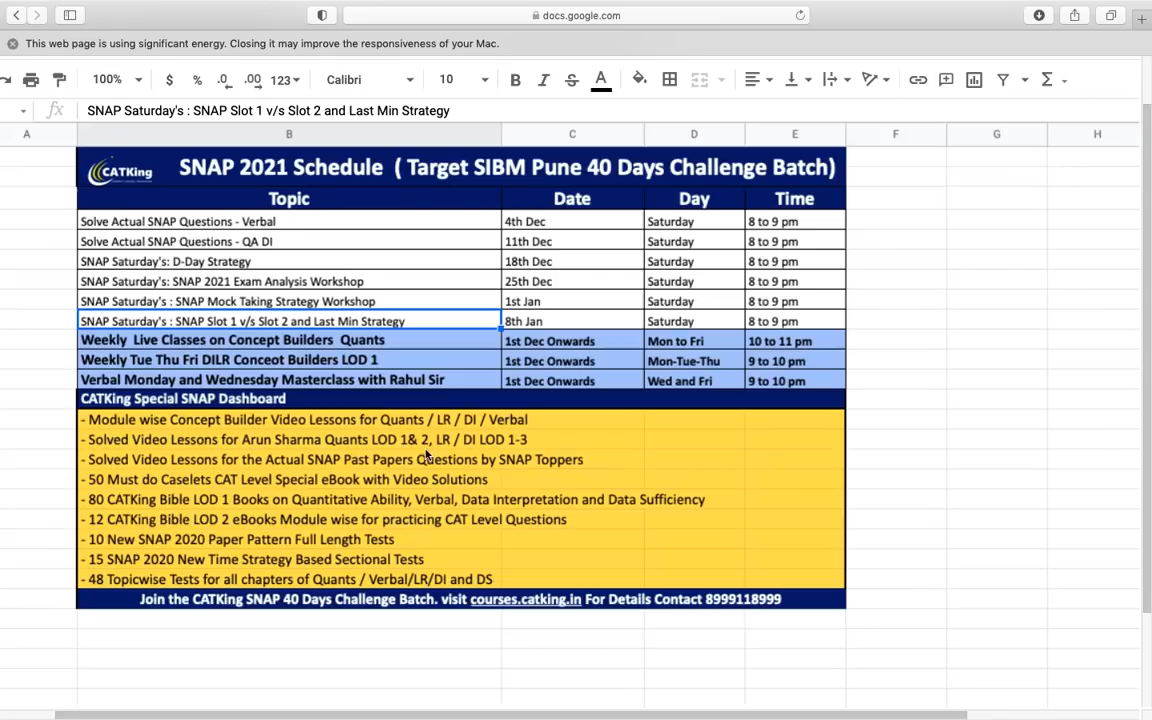 docs.google.com
This web page is using significant energy. Closing it may improve the responsiveness of your Mac.
100% $ % .0 .00 123 Calibri 10 B I S A Σ
fx SNAP Saturday's : SNAP Slot 1 v/s Slot 2 and Last Min Strategy
A B C D E F G H
CATKing SNAP 2021 Schedule ( Target SIBM Pune 40 Days Challenge Batch)
Topic Date Day Time
Solve Actual SNAP Questions - Verbal 4th Dec Saturday 8 to 9 pm
Solve Actual SNAP Questions - QA DI 11th Dec Saturday 8 to 9 pm
SNAP Saturday's: D-Day Strategy 18th Dec Saturday 8 to 9 pm
SNAP Saturday's: SNAP 2021 Exam Analysis Workshop 25th Dec Saturday 8 to 9 pm
SNAP Saturday's : SNAP Mock Taking Strategy Workshop 1st Jan Saturday 8 to 9 pm
SNAP Saturday's : SNAP Slot 1 v/s Slot 2 and Last Min Strategy 8th Jan Saturday 8 to 9 pm
Weekly Live Classes on Concept Builders Quants 1st Dec Onwards Mon to Fri 10 to 11 pm
Weekly Tue Thu Fri DILR Conceot Builders LOD 1 1st Dec Onwards Mon-Tue-Thu 9 to 10 pm
Verbal Monday and Wednesday Masterclass with Rahul Sir 1st Dec Onwards Wed and Fri 9 to 10 pm
CATKing Special SNAP Dashboard
- Module wise Concept Builder Video Lessons for Quants / LR / DI / Verbal
- Solved Video Lessons for Arun Sharma Quants LOD 1& 2, LR / DI LOD 1-3
- Solved Video Lessons for the Actual SNAP Past Papers Questions by SNAP Toppers
- 50 Must do Caselets CAT Level Special eBook with Video Solutions
- 80 CATKing Bible LOD 1 Books on Quantitative Ability, Verbal, Data Interpretation and Data Sufficiency
- 12 CATKing Bible LOD 2 eBooks Module wise for practicing CAT Level Questions
- 10 New SNAP 2020 Paper Pattern Full Length Tests
- 15 SNAP 2020 New Time Strategy Based Sectional Tests
- 48 Topicwise Tests for all chapters of Quants / Verbal/LR/DI and DS
Join the CATKing SNAP 40 Days Challenge Batch. visit courses.catking.in For Details Contact 8999118999